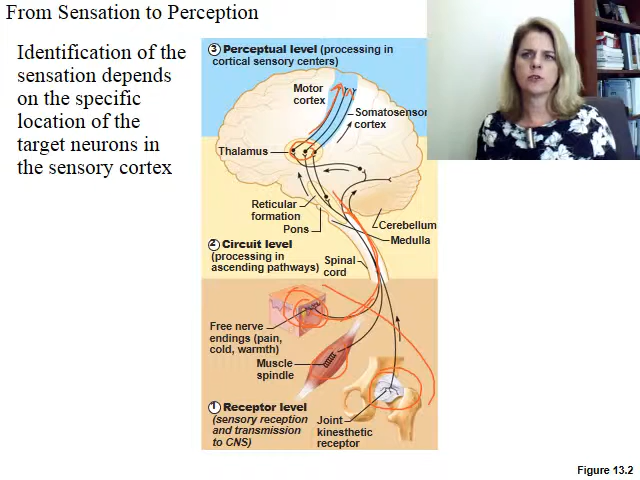 From Sensation to Perception
Identification of the
sensation depends
on the specific
location of the
target neurons in
the sensory cortex
3 Perceptual level (processing in
cortical sensory centers)
Motor
cortex
Somatosensor
cortex
Thalamus
Reticular
formation
Pons
Cerebellum
Medulla
2 Circuit level
(processing in
ascending pathways)
Spinal
cord
Free nerve
endings (pain,
cold, warmth)
Muscle
spindle
1 Receptor level
(sensory reception
and transmission
to CNS)
Joint
kinesthetic
receptor
Figure 13.2